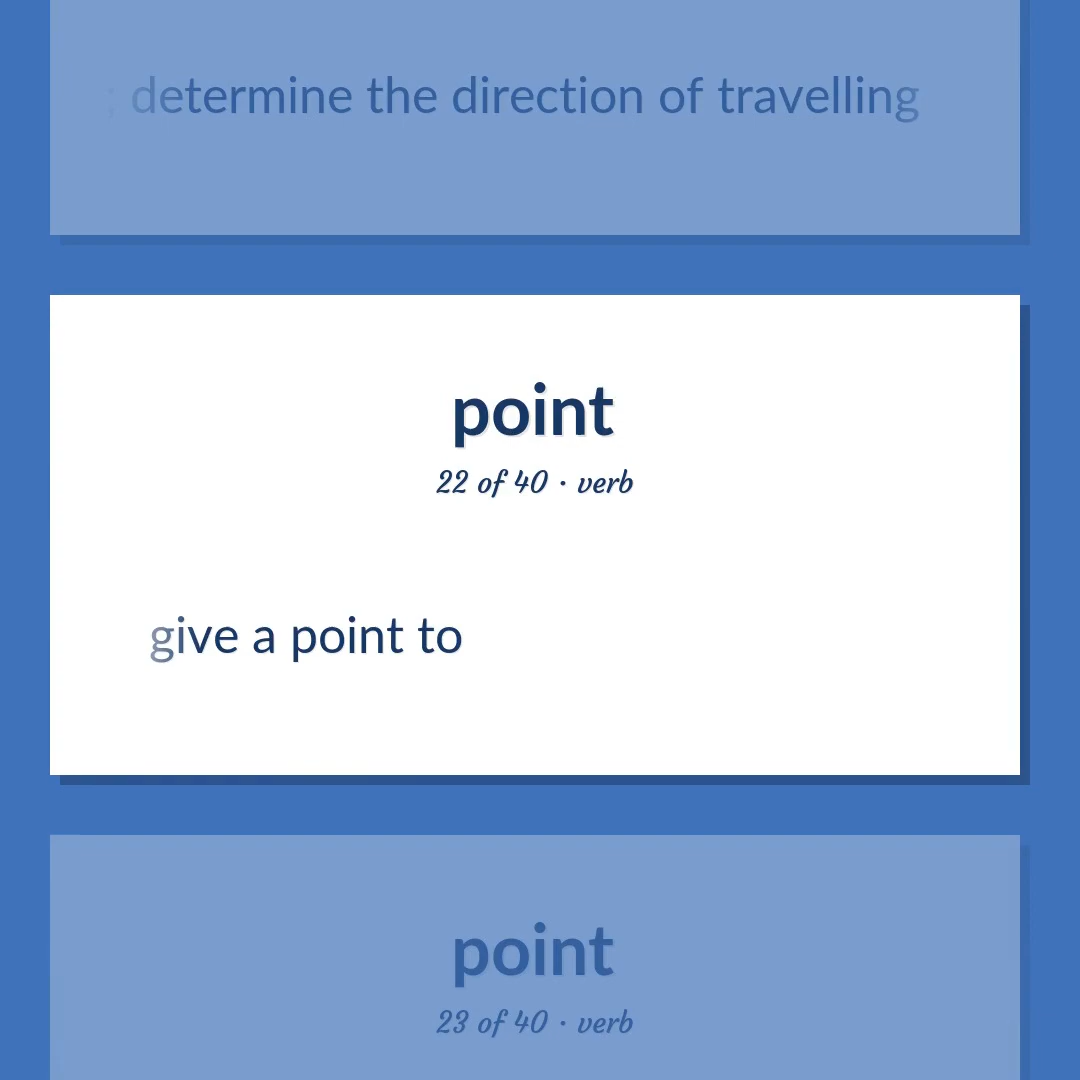 ; determine the direction of travelling
point
22 of 40 · verb
give a point to
point
23 of 40 · verb